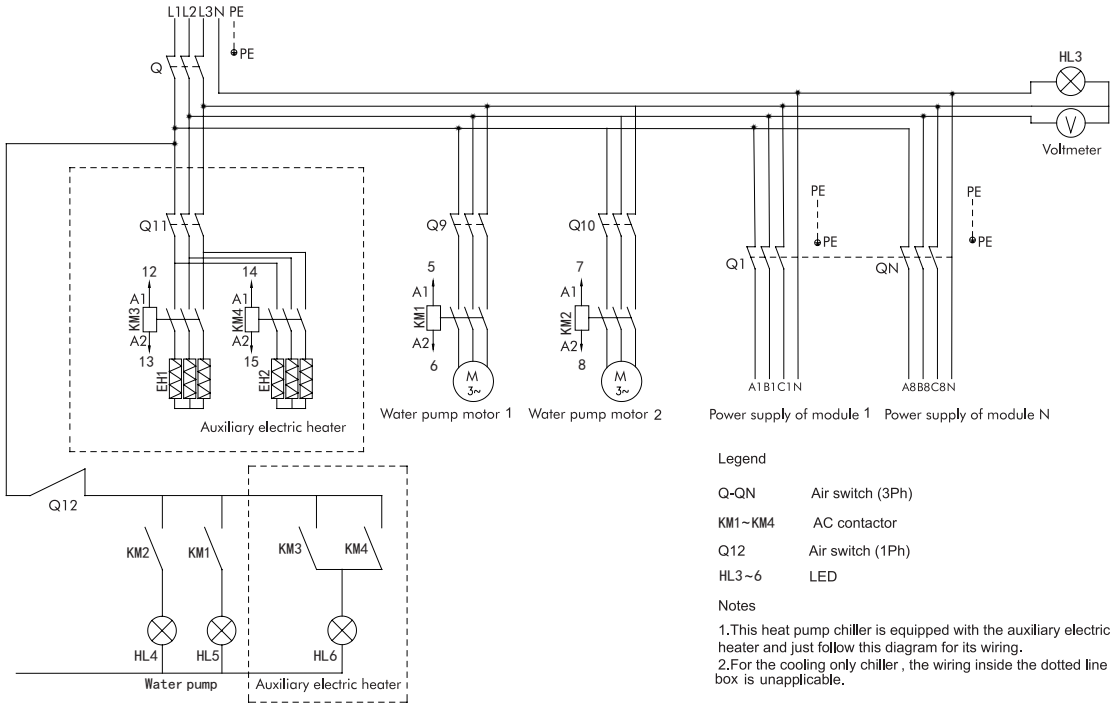 L1L2L3N PE
PE
Q
HL3
V
Voltmeter
Q11
Q9
Q10
PE
PE
PE
PE
Q1
QN
12
14
5
7
A1
A1
A1
A1
KM3
KM4
KM1
KM2
A2
A2
A2
A2
13
15
6
8
EH1
EH2
M
3~
M
3~
A1B1C1N
A8B8C8N
Water pump motor 1
Water pump motor 2
Power supply of module 1
Power supply of module N
Auxiliary electric heater
Q12
KM2
KM1
KM3
KM4
HL4
HL5
HL6
Water pump
Auxiliary electric heater
Legend
Q-QN Air switch (3Ph)
KM1~KM4 AC contactor
Q12 Air switch (1Ph)
HL3~6 LED
Notes
1.This heat pump chiller is equipped with the auxiliary electric
heater and just follow this diagram for its wiring.
2.For the cooling only chiller , the wiring inside the dotted line
box is unapplicable.